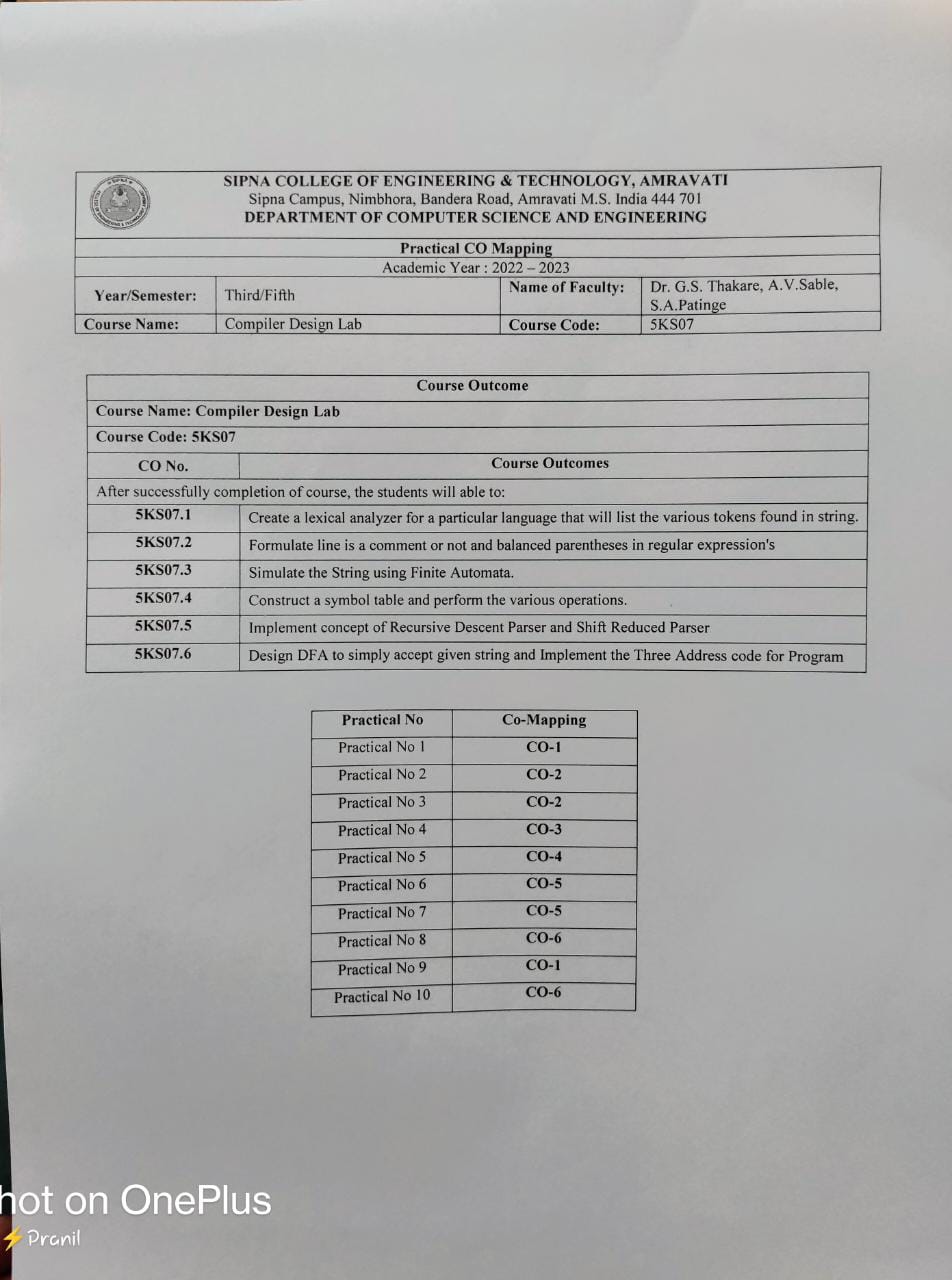 SIPNA COLLEGE OF ENGINEERING & TECHNOLOGY, AMRAVATI
Sipna Campus, Nimbhora, Bandera Road, Amravati M.S. India 444 701
DEPARTMENT OF COMPUTER SCIENCE AND ENGINEERING
Practical CO Mapping
Academic Year : 2022 – 2023
Year/Semester: Third/Fifth Name of Faculty: Dr. G.S. Thakare, A.V.Sable,
S.A.Patinge
Course Name: Compiler Design Lab Course Code: 5KS07
Course Outcome
Course Name: Compiler Design Lab
Course Code: 5KS07
CO No. Course Outcomes
After successfully completion of course, the students will able to:
5KS07.1 Create a lexical analyzer for a particular language that will list the various tokens found in string.
5KS07.2 Formulate line is a comment or not and balanced parentheses in regular expression's
5KS07.3 Simulate the String using Finite Automata.
5KS07.4 Construct a symbol table and perform the various operations.
5KS07.5 Implement concept of Recursive Descent Parser and Shift Reduced Parser
5KS07.6 Design DFA to simply accept given string and Implement the Three Address code for Program
Practical No Co-Mapping
Practical No 1 CO-1
Practical No 2 CO-2
Practical No 3 CO-2
Practical No 4 CO-3
Practical No 5 CO-4
Practical No 6 CO-5
Practical No 7 CO-5
Practical No 8 CO-6
Practical No 9 CO-1
Practical No 10 CO-6
hot on OnePlus
Pranil